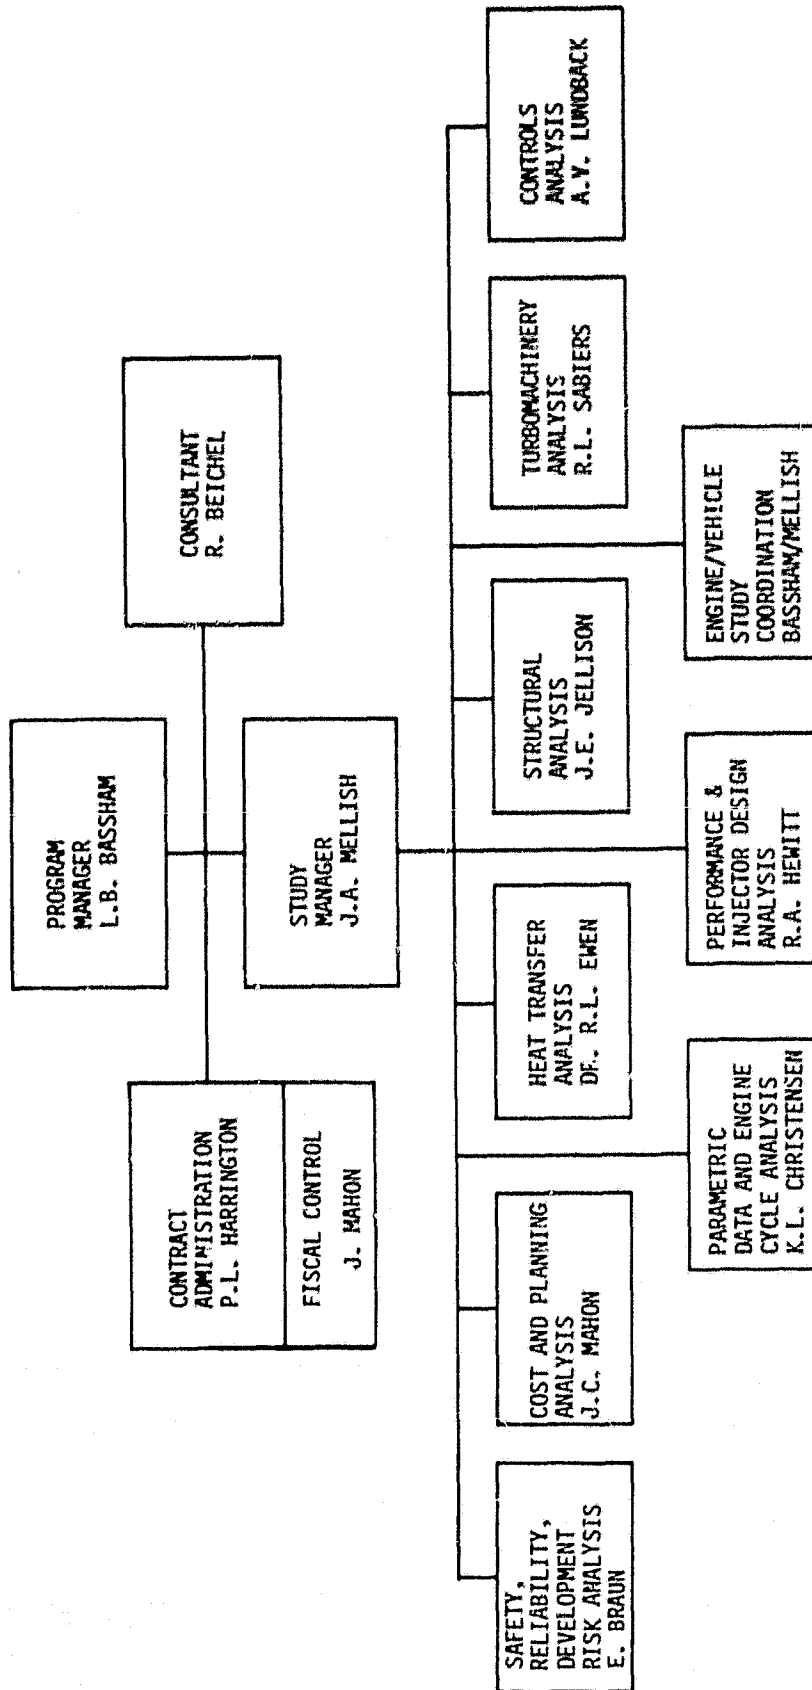 PROGRAM
MANAGER
L.B. BASSHAM
CONTRACT
ADMINISTRATION
P.L. HARRINGTON
FISCAL CONTROL
J. MAHON
CONSULTANT
R. BEICHEL
STUDY
MANAGER
J.A. MELLISH
SAFETY,
RELIABILITY,
DEVELOPMENT
RISK ANALYSIS
E. BRAUN
COST AND PLANNING
ANALYSIS
J.C. MAHON
HEAT TRANSFER
ANALYSIS
DR. R.L. EWEN
STRUCTURAL
ANALYSIS
J.E. JELLISON
TURBOMACHINERY
ANALYSIS
R.L. SABIERS
CONTROLS
ANALYSIS
A.V. LUNDBACK
PARAMETRIC
DATA AND ENGINE
CYCLE ANALYSIS
K.L. CHRISTENSEN
PERFORMANCE &
INJECTOR DESIGN
ANALYSIS
R.A. HEWITT
ENGINE/VEHICLE
STUDY
COORDINATION
BASSHAM/MELLISH